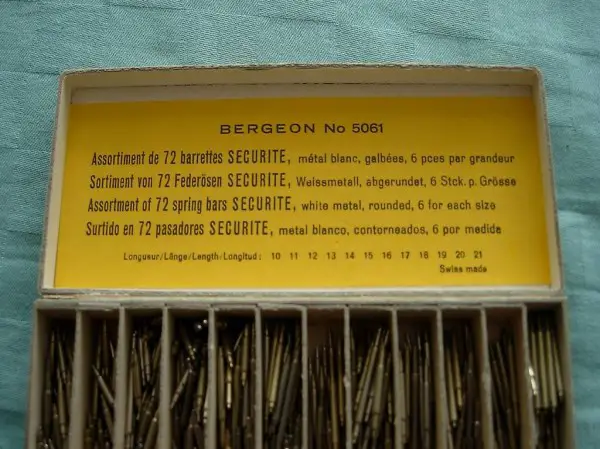 BERGEON No 5061
Assortiment de 72 barrettes SECURITE, métal blanc, galbées, 6 pces par grandeur
Sortiment von 72 Federösen SECURITE, Weissmetall, abgerundet, 6 Stck. p. Grösse
Assortment of 72 spring bars SECURITE, white metal, rounded, 6 for each size
Surtido en 72 pasadores SECURITE, metal blanco, contorneados, 6 por medida
Longueur/Länge/Length/Longitud: 10 11 12 13 14 15 16 17 18 19 20 21
Swiss made